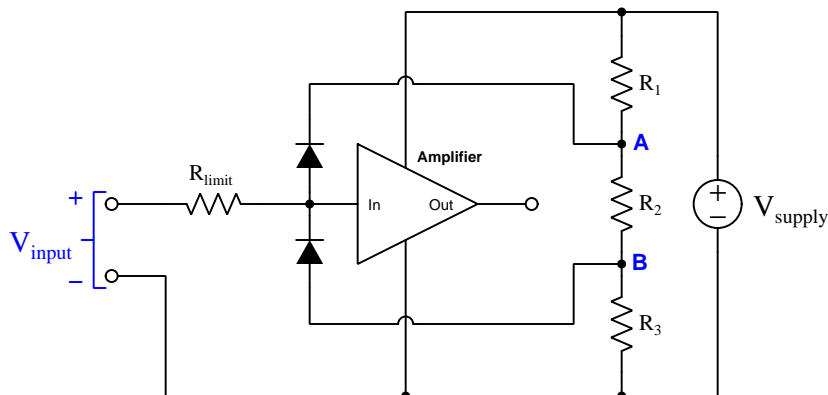 R1
A
Amplifier
Rlimit
+
In
Out
R2
+
−
Vsupply
Vinput
−
B
R3